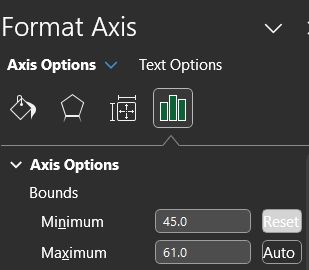 Format Axis
Axis Options Text Options
Axis Options
Bounds
Minimum 45.0 Reset
Maximum 61.0 Auto